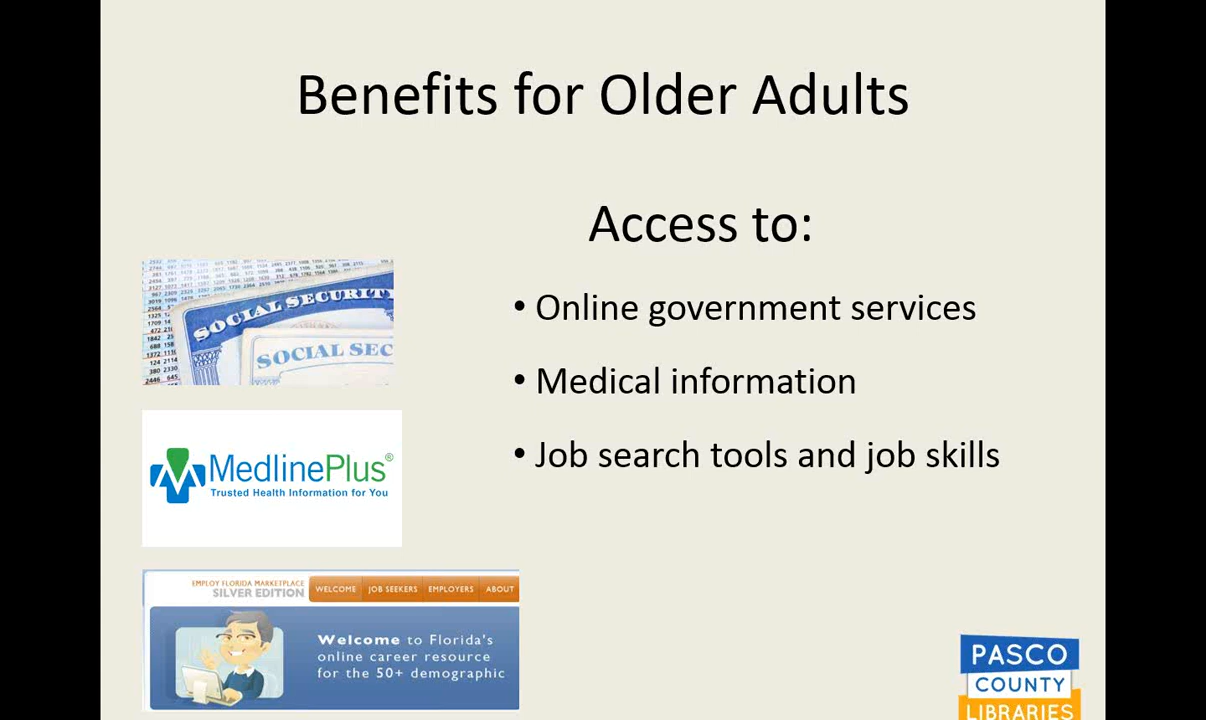 Benefits for Older Adults
Access to:
• Online government services
• Medical information
• Job search tools and job skills
SOCIAL SECURITY
SOCIAL SEC
MedlinePlus®
Trusted Health Information for You
EMPLOY FLORIDA MARKETPLACE
SILVER EDITION
WELCOME JOB SEEKERS EMPLOYERS ABOUT
Welcome to Florida's
online career resource
for the 50+ demographic
PASCO
COUNTY
LIBRARIES